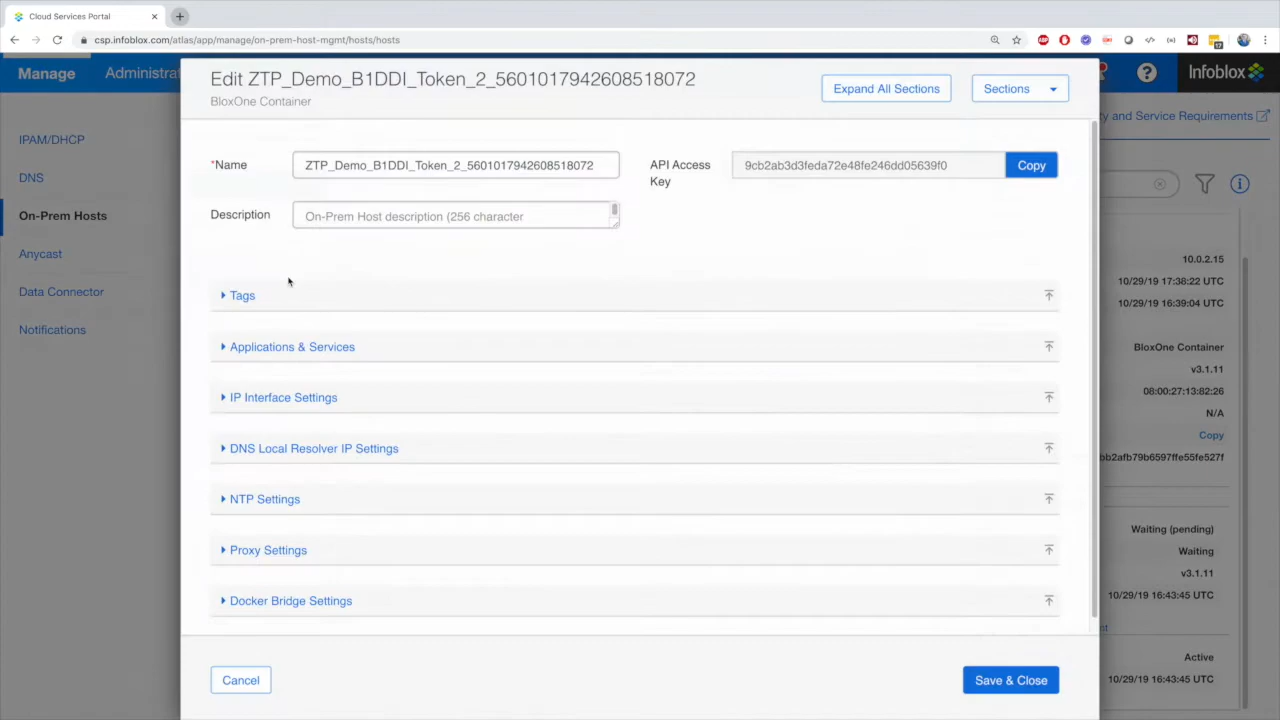 Cloud Services Portal
csp.infoblox.com/atlas/app/manage/on-prem-host-mgmt/hosts/hosts
ABP
17
Manage
Administrat
Infoblox
Edit ZTP_Demo_B1DDI_Token_2_5601017942608518072
BloxOne Container
Expand All Sections
Sections
y and Service Requirements
IPAM/DHCP
DNS
On-Prem Hosts
Anycast
Data Connector
Notifications
*Name
ZTP_Demo_B1DDI_Token_2_5601017942608518072
API Access
Key
9cb2ab3d3feda72e48fe246dd05639f0
Copy
Description
On-Prem Host description (256 character
Tags
Applications & Services
IP Interface Settings
DNS Local Resolver IP Settings
NTP Settings
Proxy Settings
Docker Bridge Settings
10.0.2.15
10/29/19 17:38:22 UTC
10/29/19 16:39:04 UTC
BloxOne Container
v3.1.11
08:00:27:13:82:26
N/A
Copy
bb2afb79b6597ffe55fe527f
Waiting (pending)
Waiting
v3.1.11
10/29/19 16:43:45 UTC
nt
Active
10/29/19 16:43:45 UTC
Cancel
Save & Close